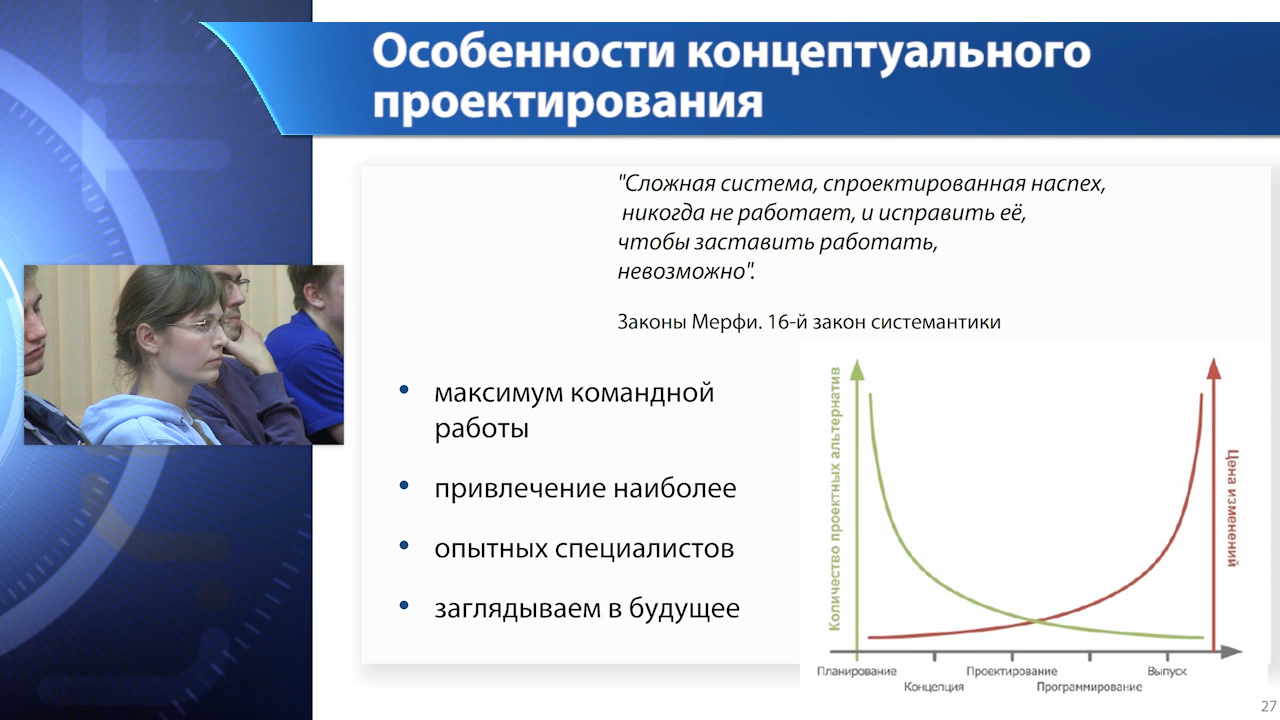 Особенности концептуального
проектирования
"Сложная система, спроектированная наспех,
никогда не работает, и исправить её,
чтобы заставить работать,
невозможно".
Законы Мерфи. 16-й закон системантики
• максимум командной
работы
• привлечение наиболее
• опытных специалистов
• заглядываем в будущее
Количество проектных альтернатив
Цена изменений
Планирование
Концепция
Проектирование
Программирование
Выпуск
27